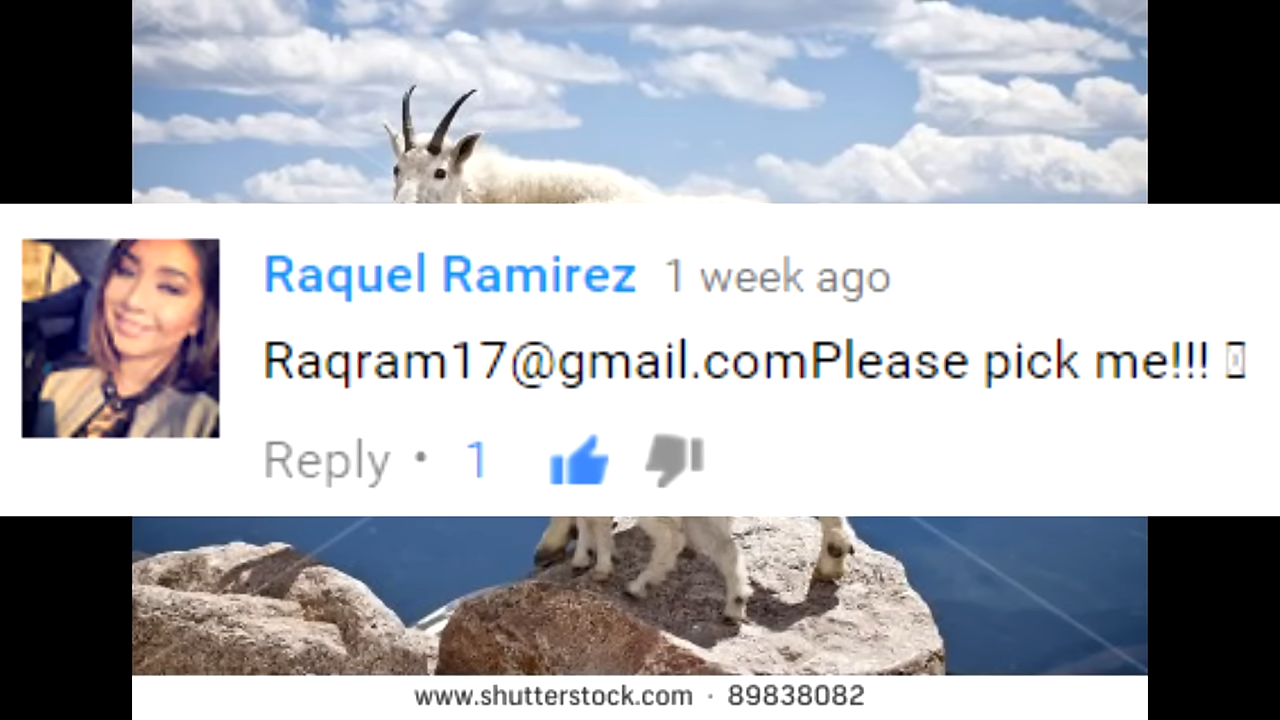 Raquel Ramirez 1 week ago
Raqram17@gmail.comPlease pick me!!!
Reply • 1
www.shutterstock.com · 89838082